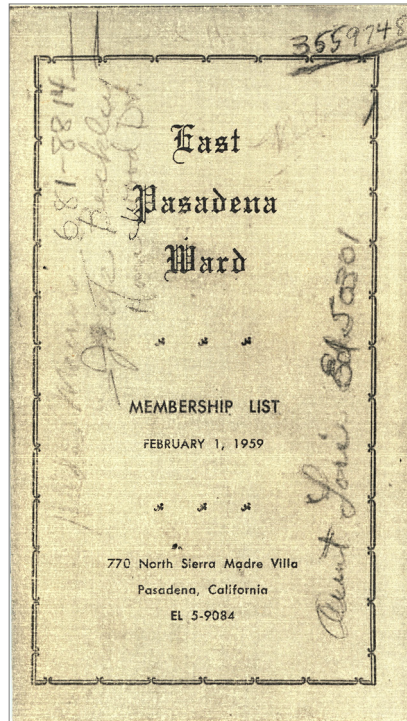 3559748
East
Pasadena
Ward
MEMBERSHIP LIST
FEBRUARY 1, 1959
770 North Sierra Madre Villa
Pasadena, California
EL 5-9084
681-8814
Aunt Lois